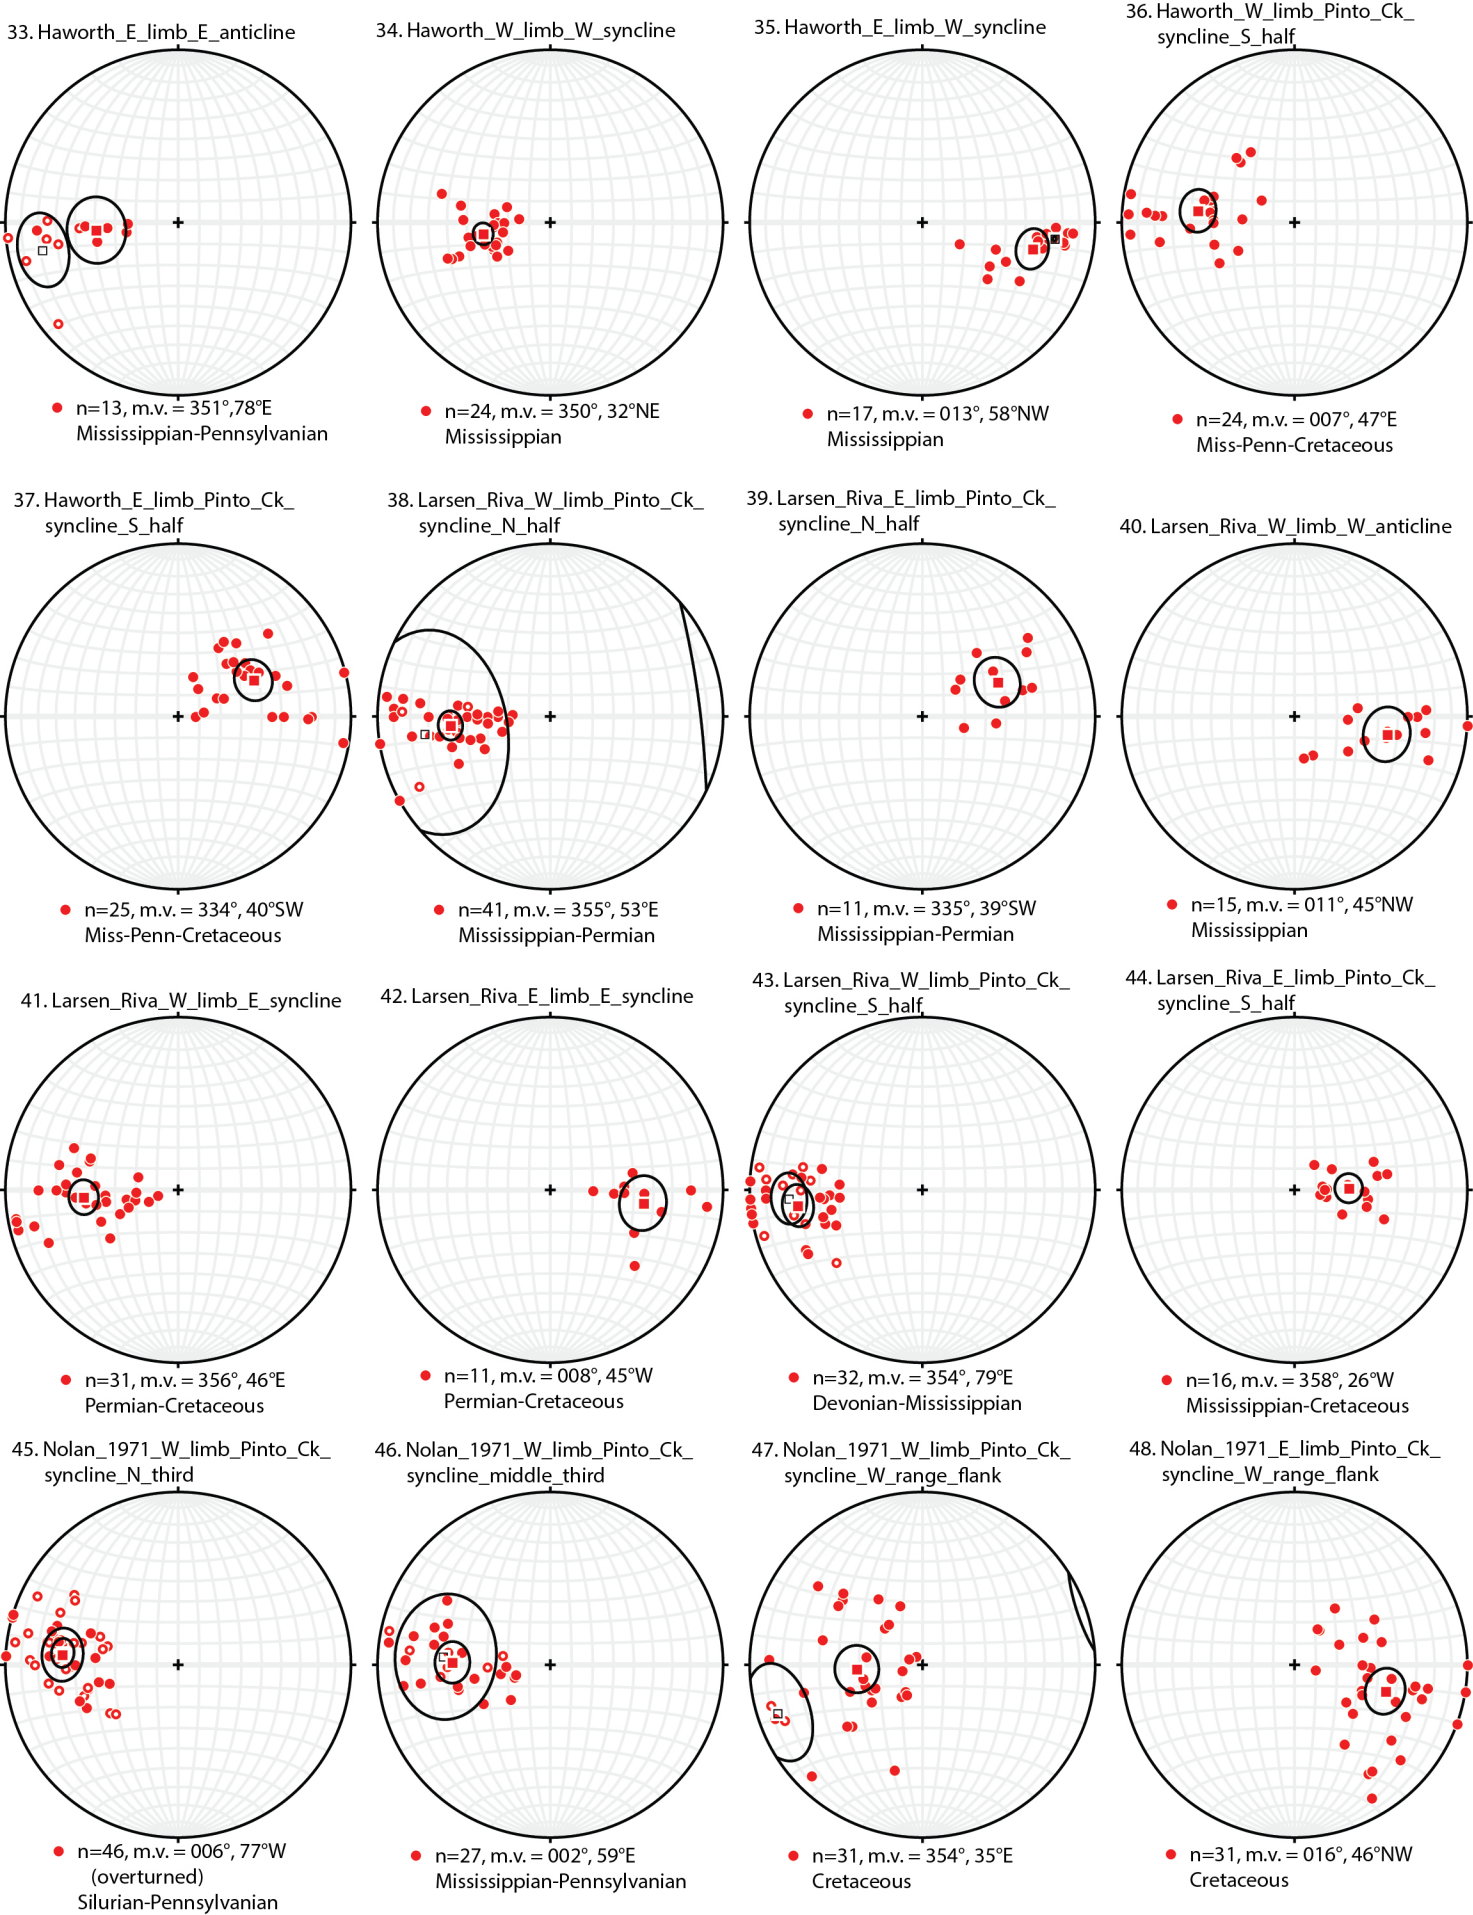 33. Haworth_E_limb_E_anticline
n=13, m.v. = 351°,78°E
Mississippian-Pennsylvanian
34. Haworth_W_limb_W_syncline
n=24, m.v. = 350°, 32°NE
Mississippian
35. Haworth_E_limb_W_syncline
n=17, m.v. = 013°, 58°NW
Mississippian
36. Haworth_W_limb_Pinto_Ck_
syncline_S_half
n=24, m.v. = 007°, 47°E
Miss-Penn-Cretaceous
37. Haworth_E_limb_Pinto_Ck_
syncline_S_half
n=25, m.v. = 334°, 40°SW
Miss-Penn-Cretaceous
38. Larsen_Riva_W_limb_Pinto_Ck_
syncline_N_half
n=41, m.v. = 355°, 53°E
Mississippian-Permian
39. Larsen_Riva_E_limb_Pinto_Ck_
syncline_N_half
n=11, m.v. = 335°, 39°SW
Mississippian-Permian
40. Larsen_Riva_W_limb_W_anticline
n=15, m.v. = 011°, 45°NW
Mississippian
41. Larsen_Riva_W_limb_E_syncline
n=31, m.v. = 356°, 46°E
Permian-Cretaceous
42. Larsen_Riva_E_limb_E_syncline
n=11, m.v. = 008°, 45°W
Permian-Cretaceous
43. Larsen_Riva_W_limb_Pinto_Ck_
syncline_S_half
n=32, m.v. = 354°, 79°E
Devonian-Mississippian
44. Larsen_Riva_E_limb_Pinto_Ck_
syncline_S_half
n=16, m.v. = 358°, 26°W
Mississippian-Cretaceous
45. Nolan_1971_W_limb_Pinto_Ck_
syncline_N_third
n=46, m.v. = 006°, 77°W
(overturned)
Silurian-Pennsylvanian
46. Nolan_1971_W_limb_Pinto_Ck_
syncline_middle_third
n=27, m.v. = 002°, 59°E
Mississippian-Pennsylvanian
47. Nolan_1971_W_limb_Pinto_Ck_
syncline_W_range_flank
n=31, m.v. = 354°, 35°E
Cretaceous
48. Nolan_1971_E_limb_Pinto_Ck_
syncline_W_range_flank
n=31, m.v. = 016°, 46°NW
Cretaceous